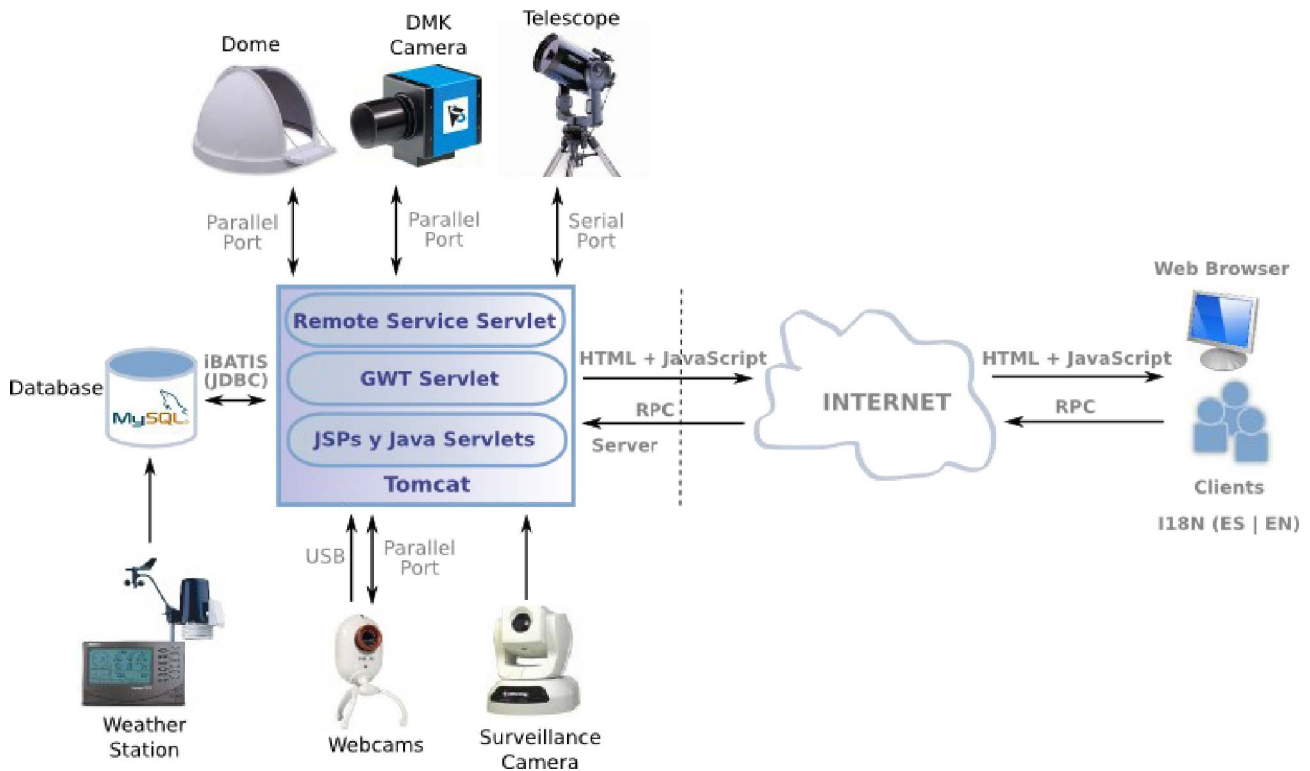 Dome
DMK
Camera
Telescope
Parallel
Port
Parallel
Port
Serial
Port
Database
MySQL
iBATIS
(JDBC)
Remote Service Servlet
GWT Servlet
JSPs y Java Servlets
Tomcat
HTML + JavaScript
RPC
Server
INTERNET
HTML + JavaScript
RPC
Web Browser
Clients
I18N (ES | EN)
USB
Parallel
Port
Weather
Station
Webcams
Surveillance
Camera